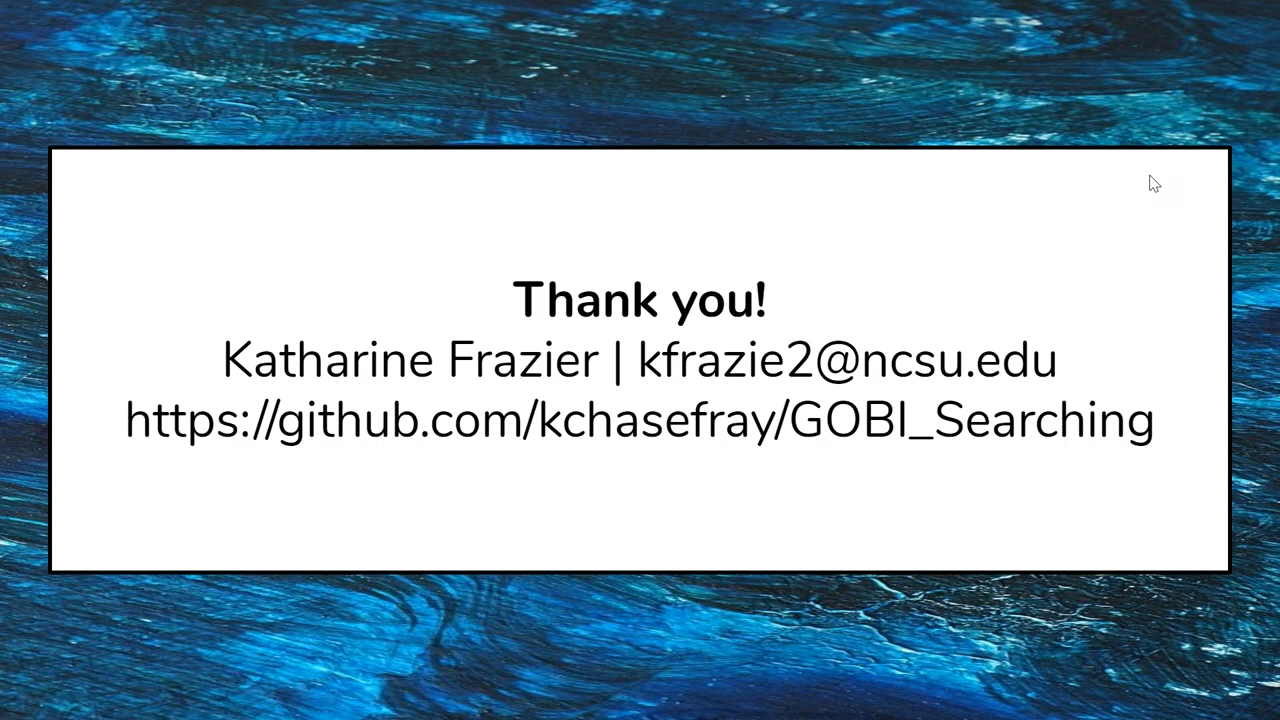 Thank you!
Katharine Frazier | kfrazie2@ncsu.edu
https://github.com/kchasefray/GOBI_Searching